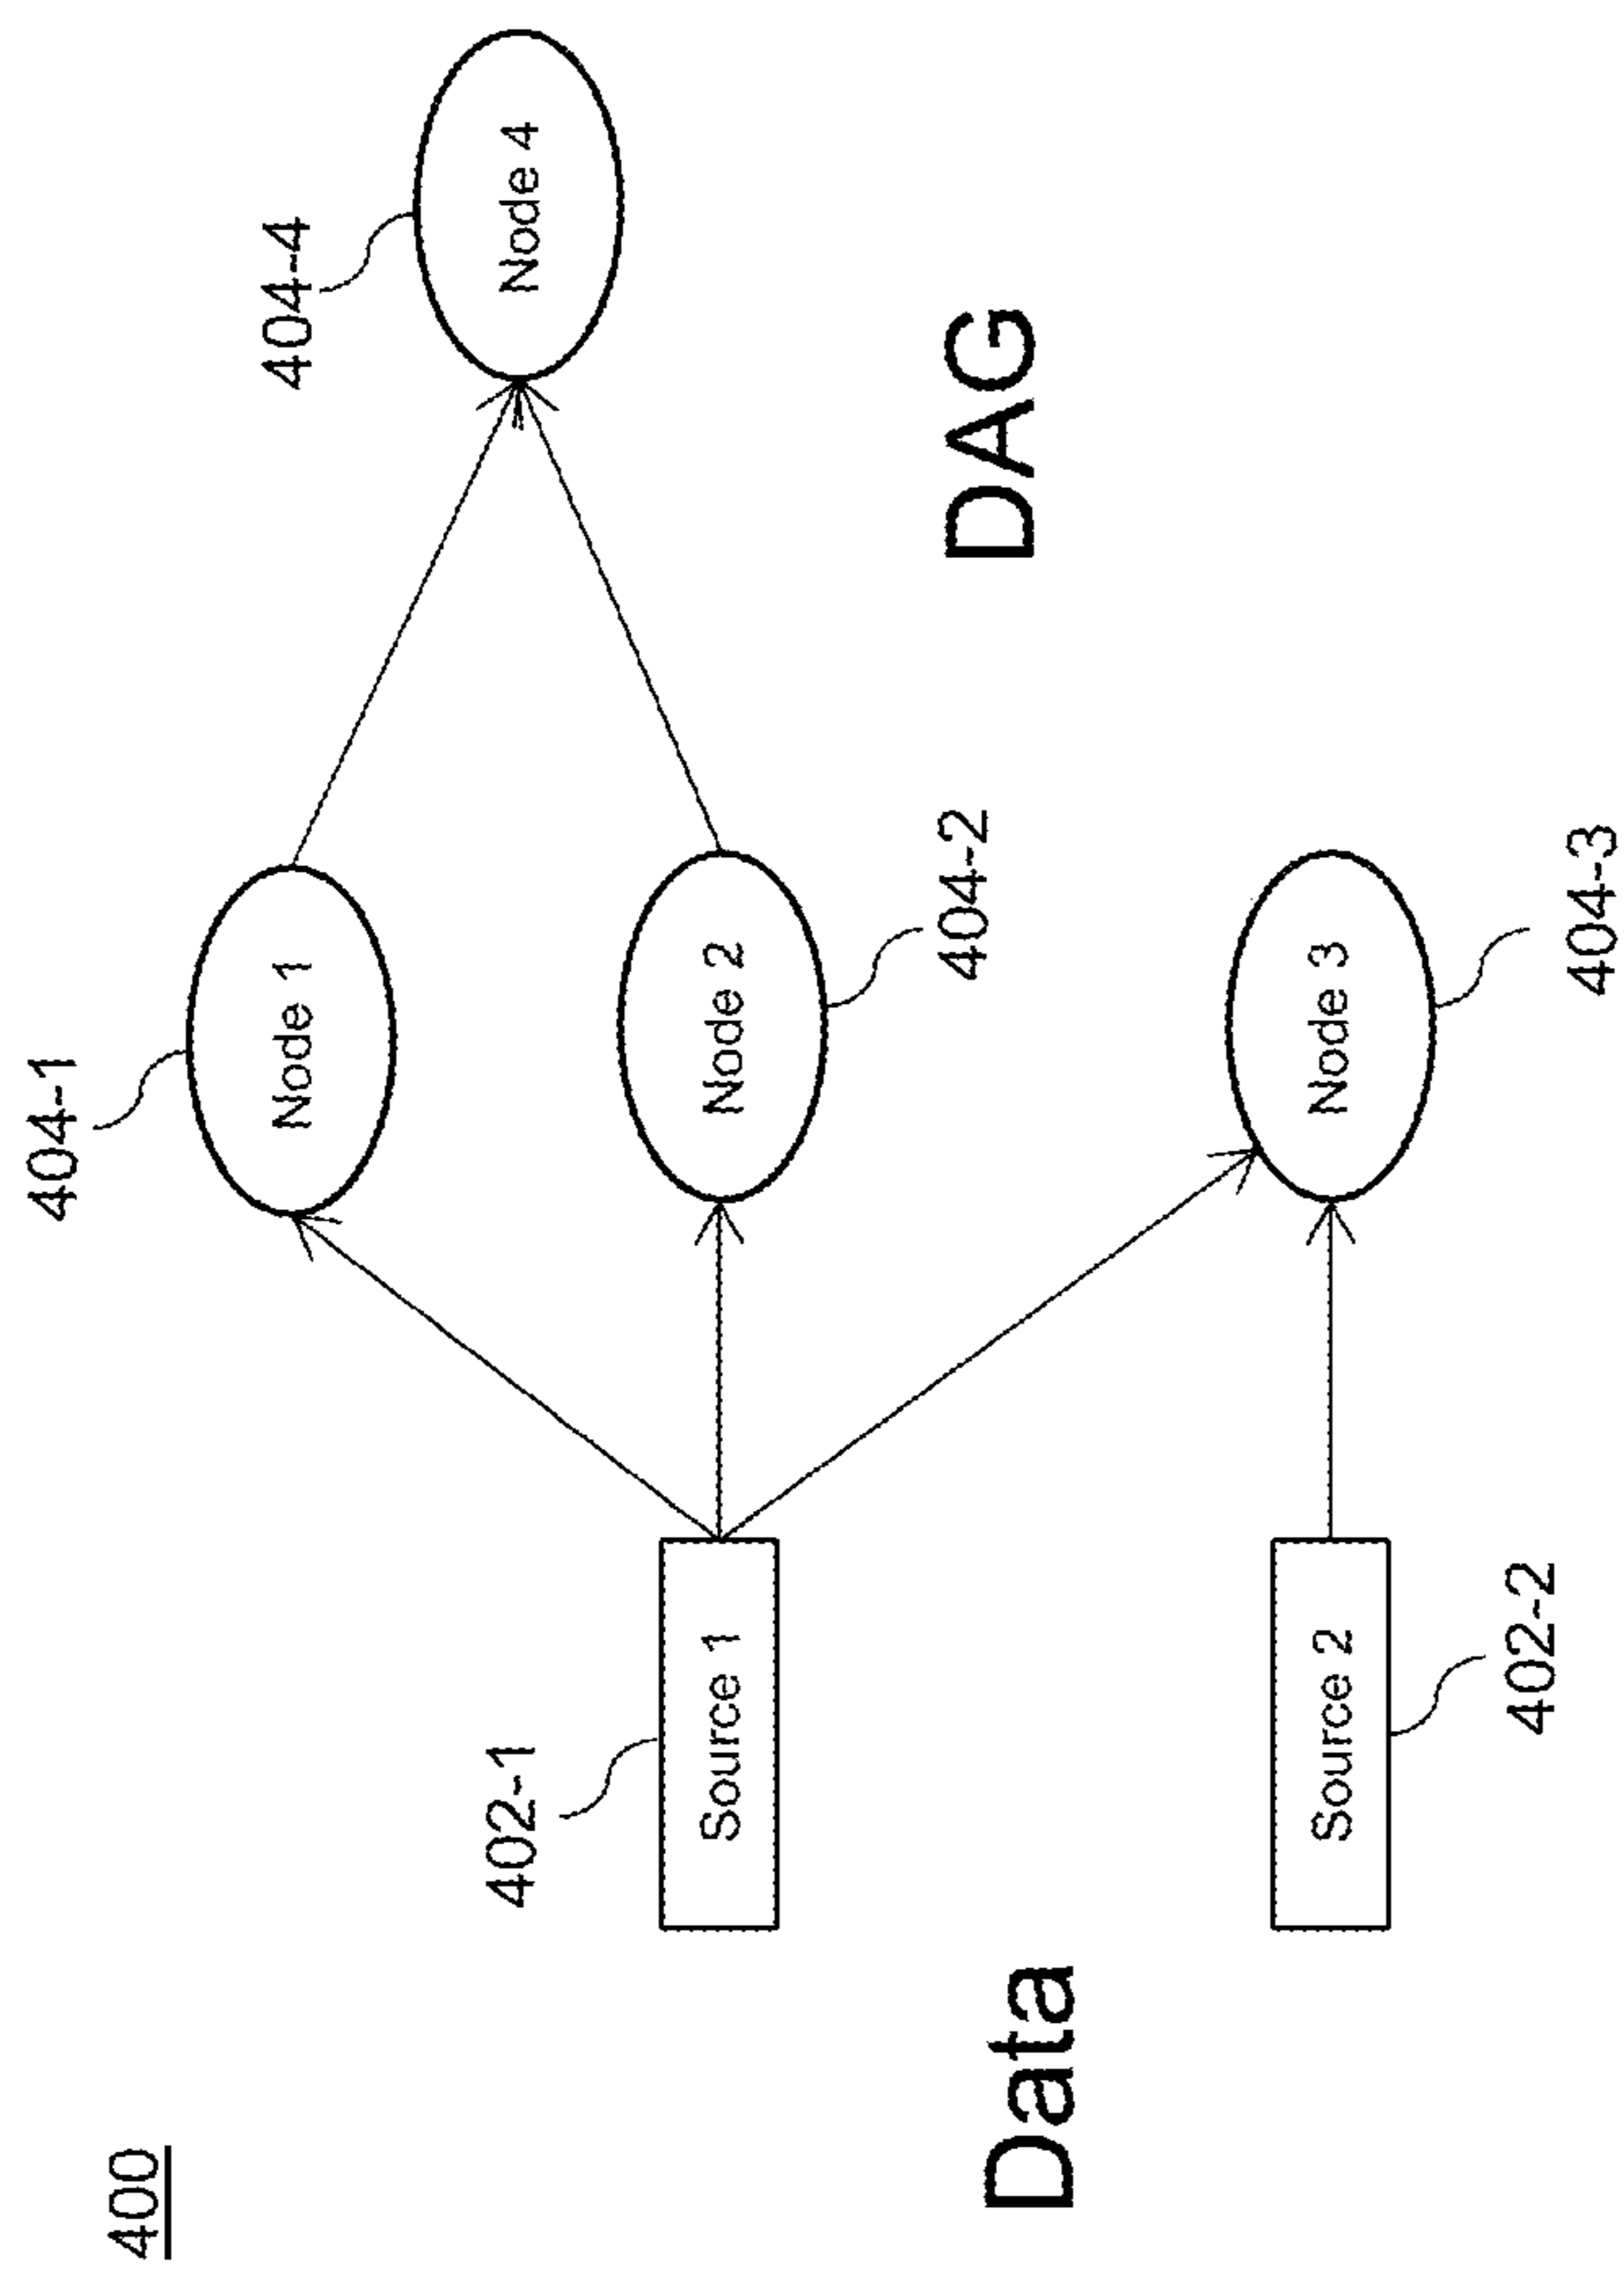 400
404-1
Node 1
404-4
Node 4
402-1
Source 1
Node 2
404-2
Data
DAG
Source 2
402-2
Node 3
404-3